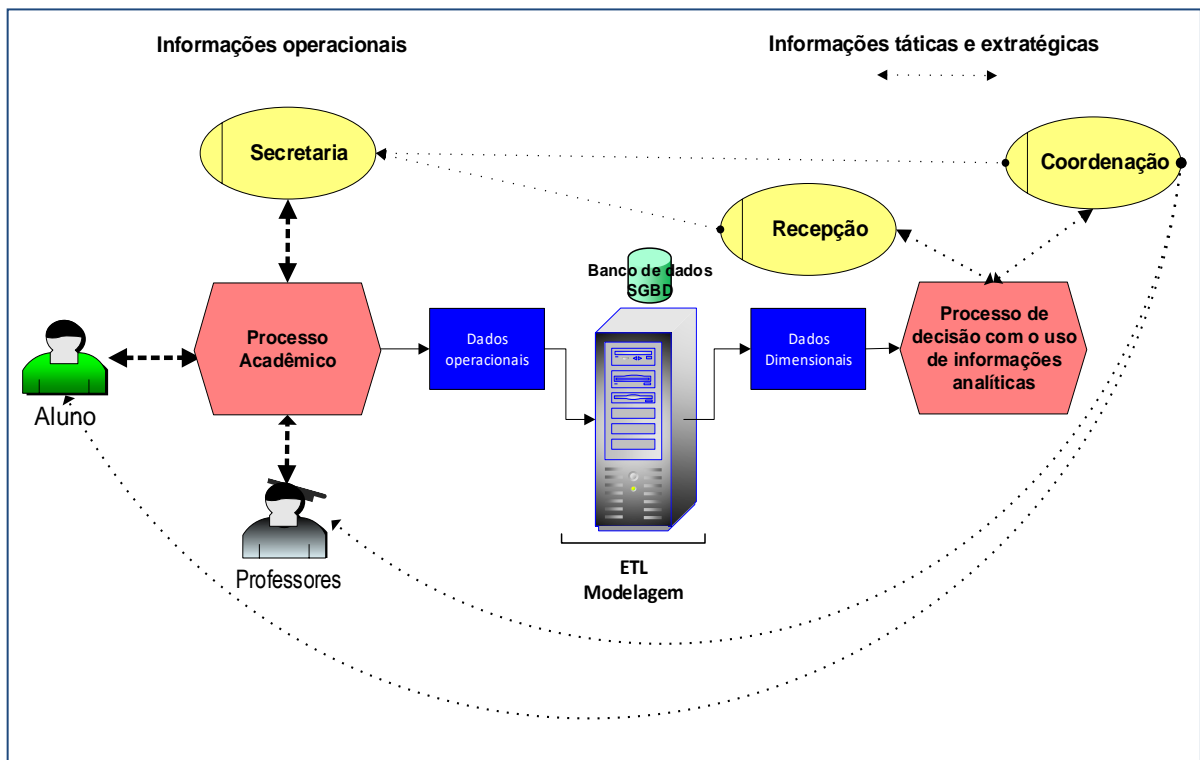 Informações operacionais
Informações táticas e extratégicas
Secretaria
Coordenação
Recepção
Banco de dados
SGBD
Processo
Acadêmico
Dados
operacionais
Dados
Dimensionais
Processo de
decisão com o uso
de informações
analíticas
Aluno
Professores
ETL
Modelagem